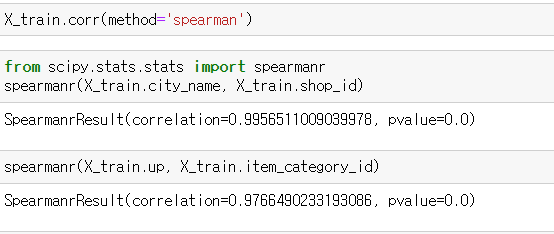 X_train.corr(method='spearman')
from scipy.stats.stats import spearmanr
spearmanr(X_train.city_name, X_train.shop_id)
SpearmanrResult(correlation=0.9956511009039978, pvalue=0.0)
spearmanr(X_train.up, X_train.item_category_id)
SpearmanrResult(correlation=0.9766490233193086, pvalue=0.0)